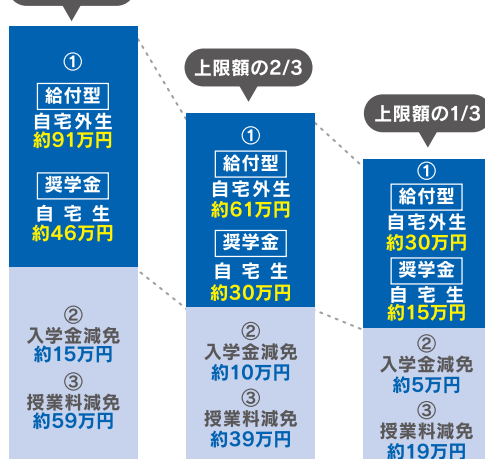 ①
給付型
自宅外生
約91万円
奨学金
自宅生
約46万円
②
入学金減免
約15万円
③
授業料減免
約59万円
上限額の2/3
①
給付型
自宅外生
約61万円
奨学金
自宅生
約30万円
②
入学金減免
約10万円
③
授業料減免
約39万円
上限額の1/3
①
給付型
自宅外生
約30万円
奨学金
自宅生
約15万円
②
入学金減免
約5万円
③
授業料減免
約19万円